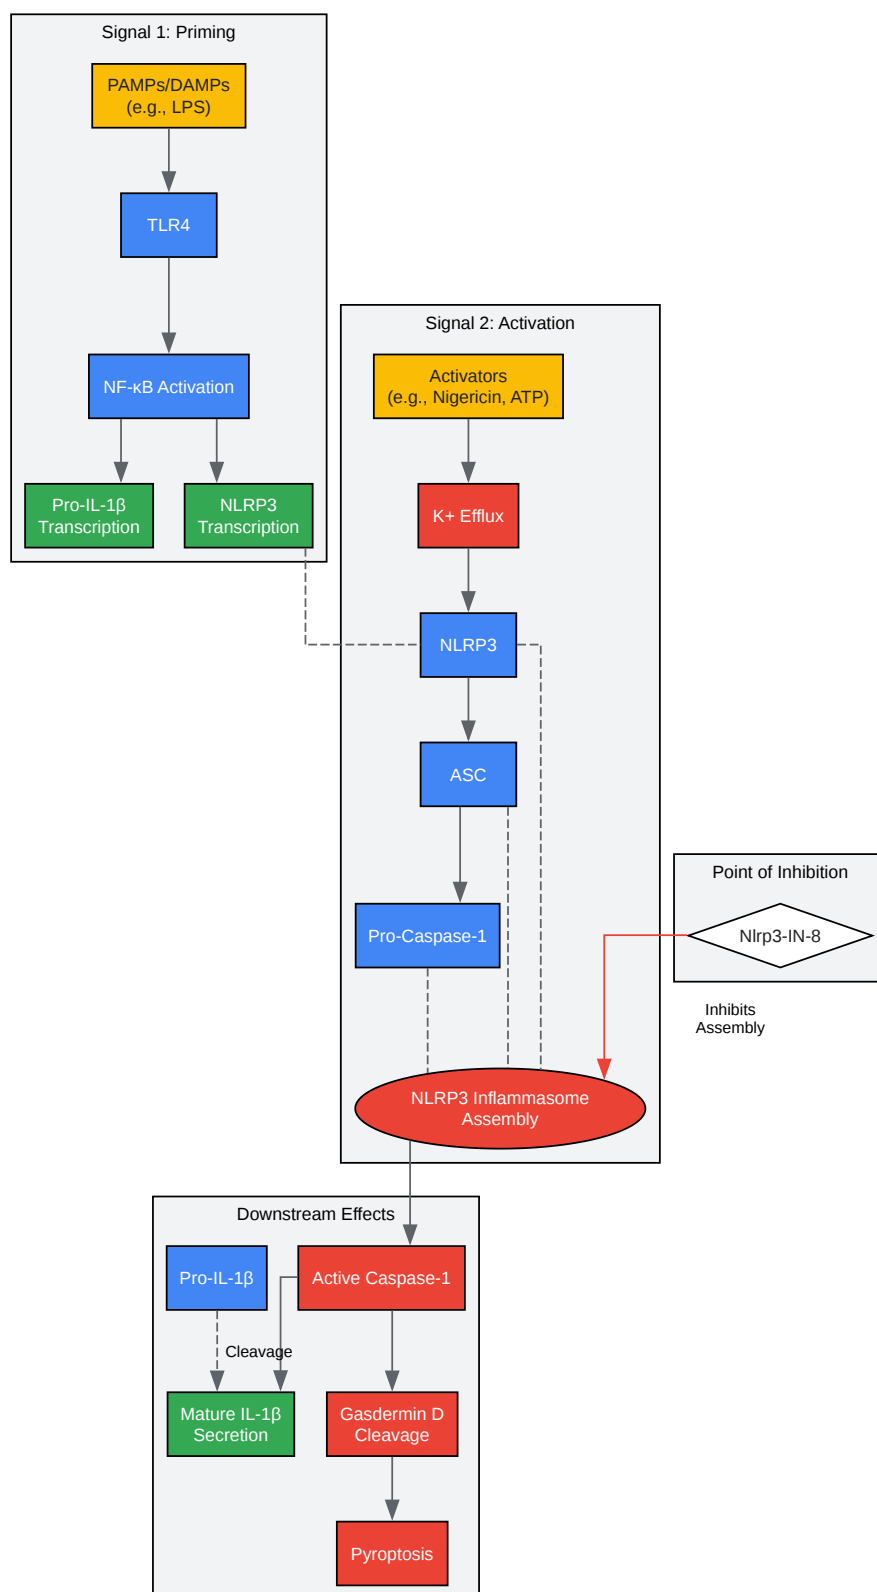 Signal 1: Priming
PAMPs/DAMPs
(e.g., LPS)
TLR4
NF-κB Activation
Pro-IL-1β
Transcription
NLRP3
Transcription
Signal 2: Activation
Activators
(e.g., Nigericin, ATP)
K+ Efflux
NLRP3
ASC
Pro-Caspase-1
Point of Inhibition
Nlrp3-IN-8
Inhibits
Assembly
NLRP3 Inflammasome
Assembly
Downstream Effects
Pro-IL-1β
Active Caspase-1
Cleavage
Mature IL-1β
Secretion
Gasdermin D
Cleavage
Pyroptosis